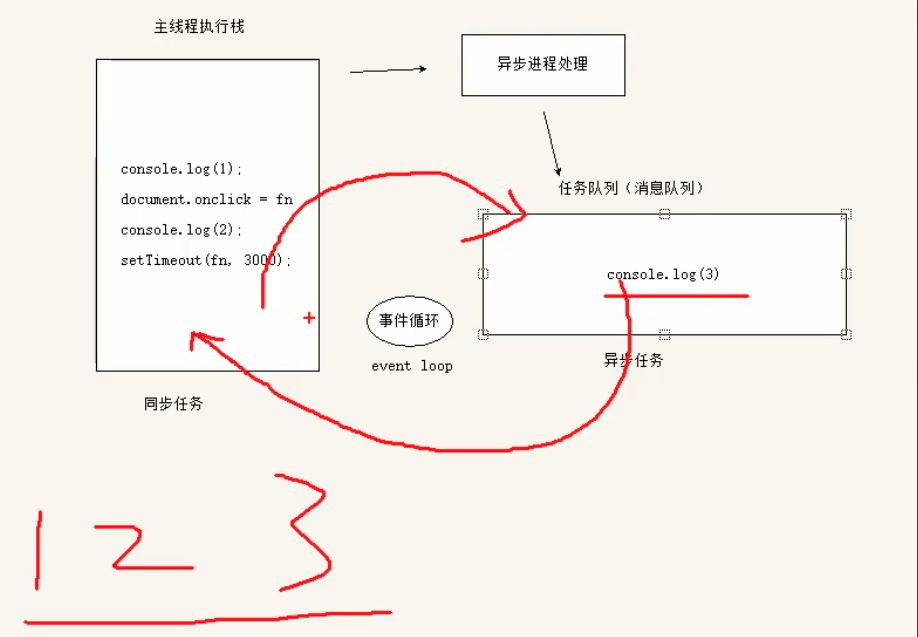 主线程执行栈
异步进程处理
console.log(1);
document.onclick = fn
console.log(2);
setTimeout(fn, 3000);
任务队列（消息队列）
console.log(3)
事件循环
event loop
异步任务
同步任务
1 2 3